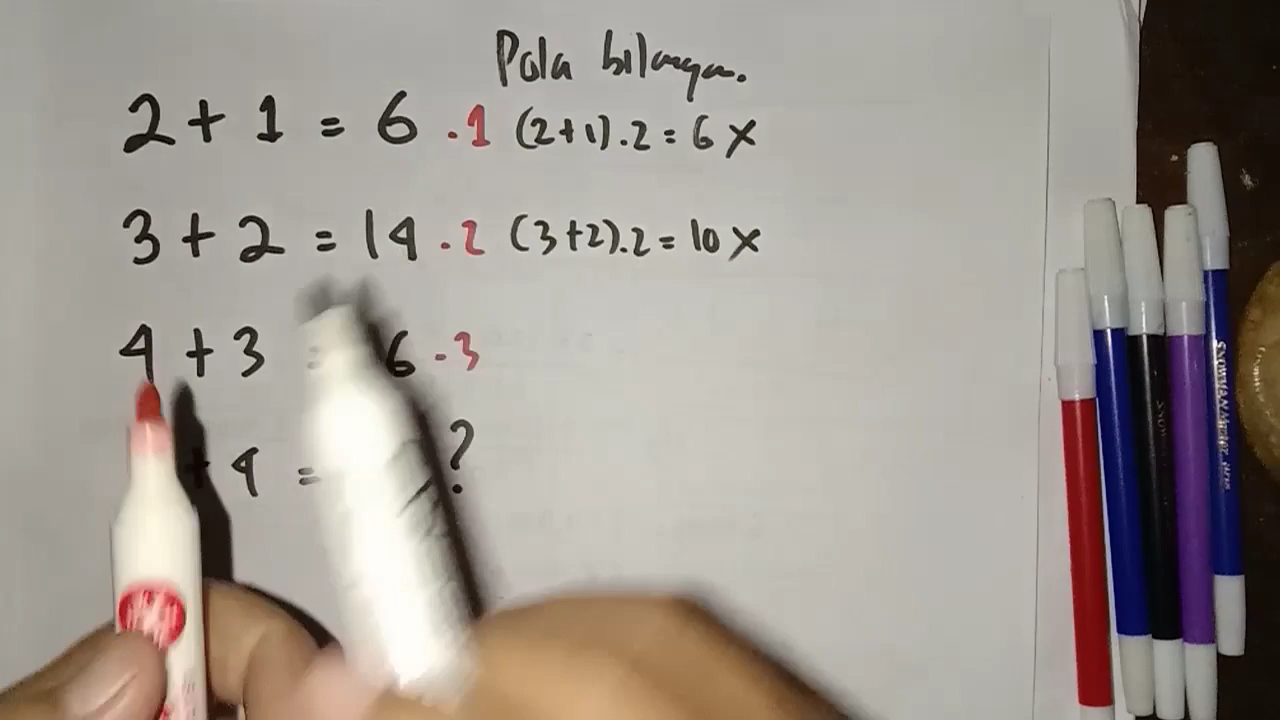 Pola bilangan.
2 + 1 = 6 .1 (2+1).2 = 6 X
3 + 2 = 14 .2 (3+2).2 = 10 X
4 + 3 = 6 .3
+ 4 = ?
SNOWMAN